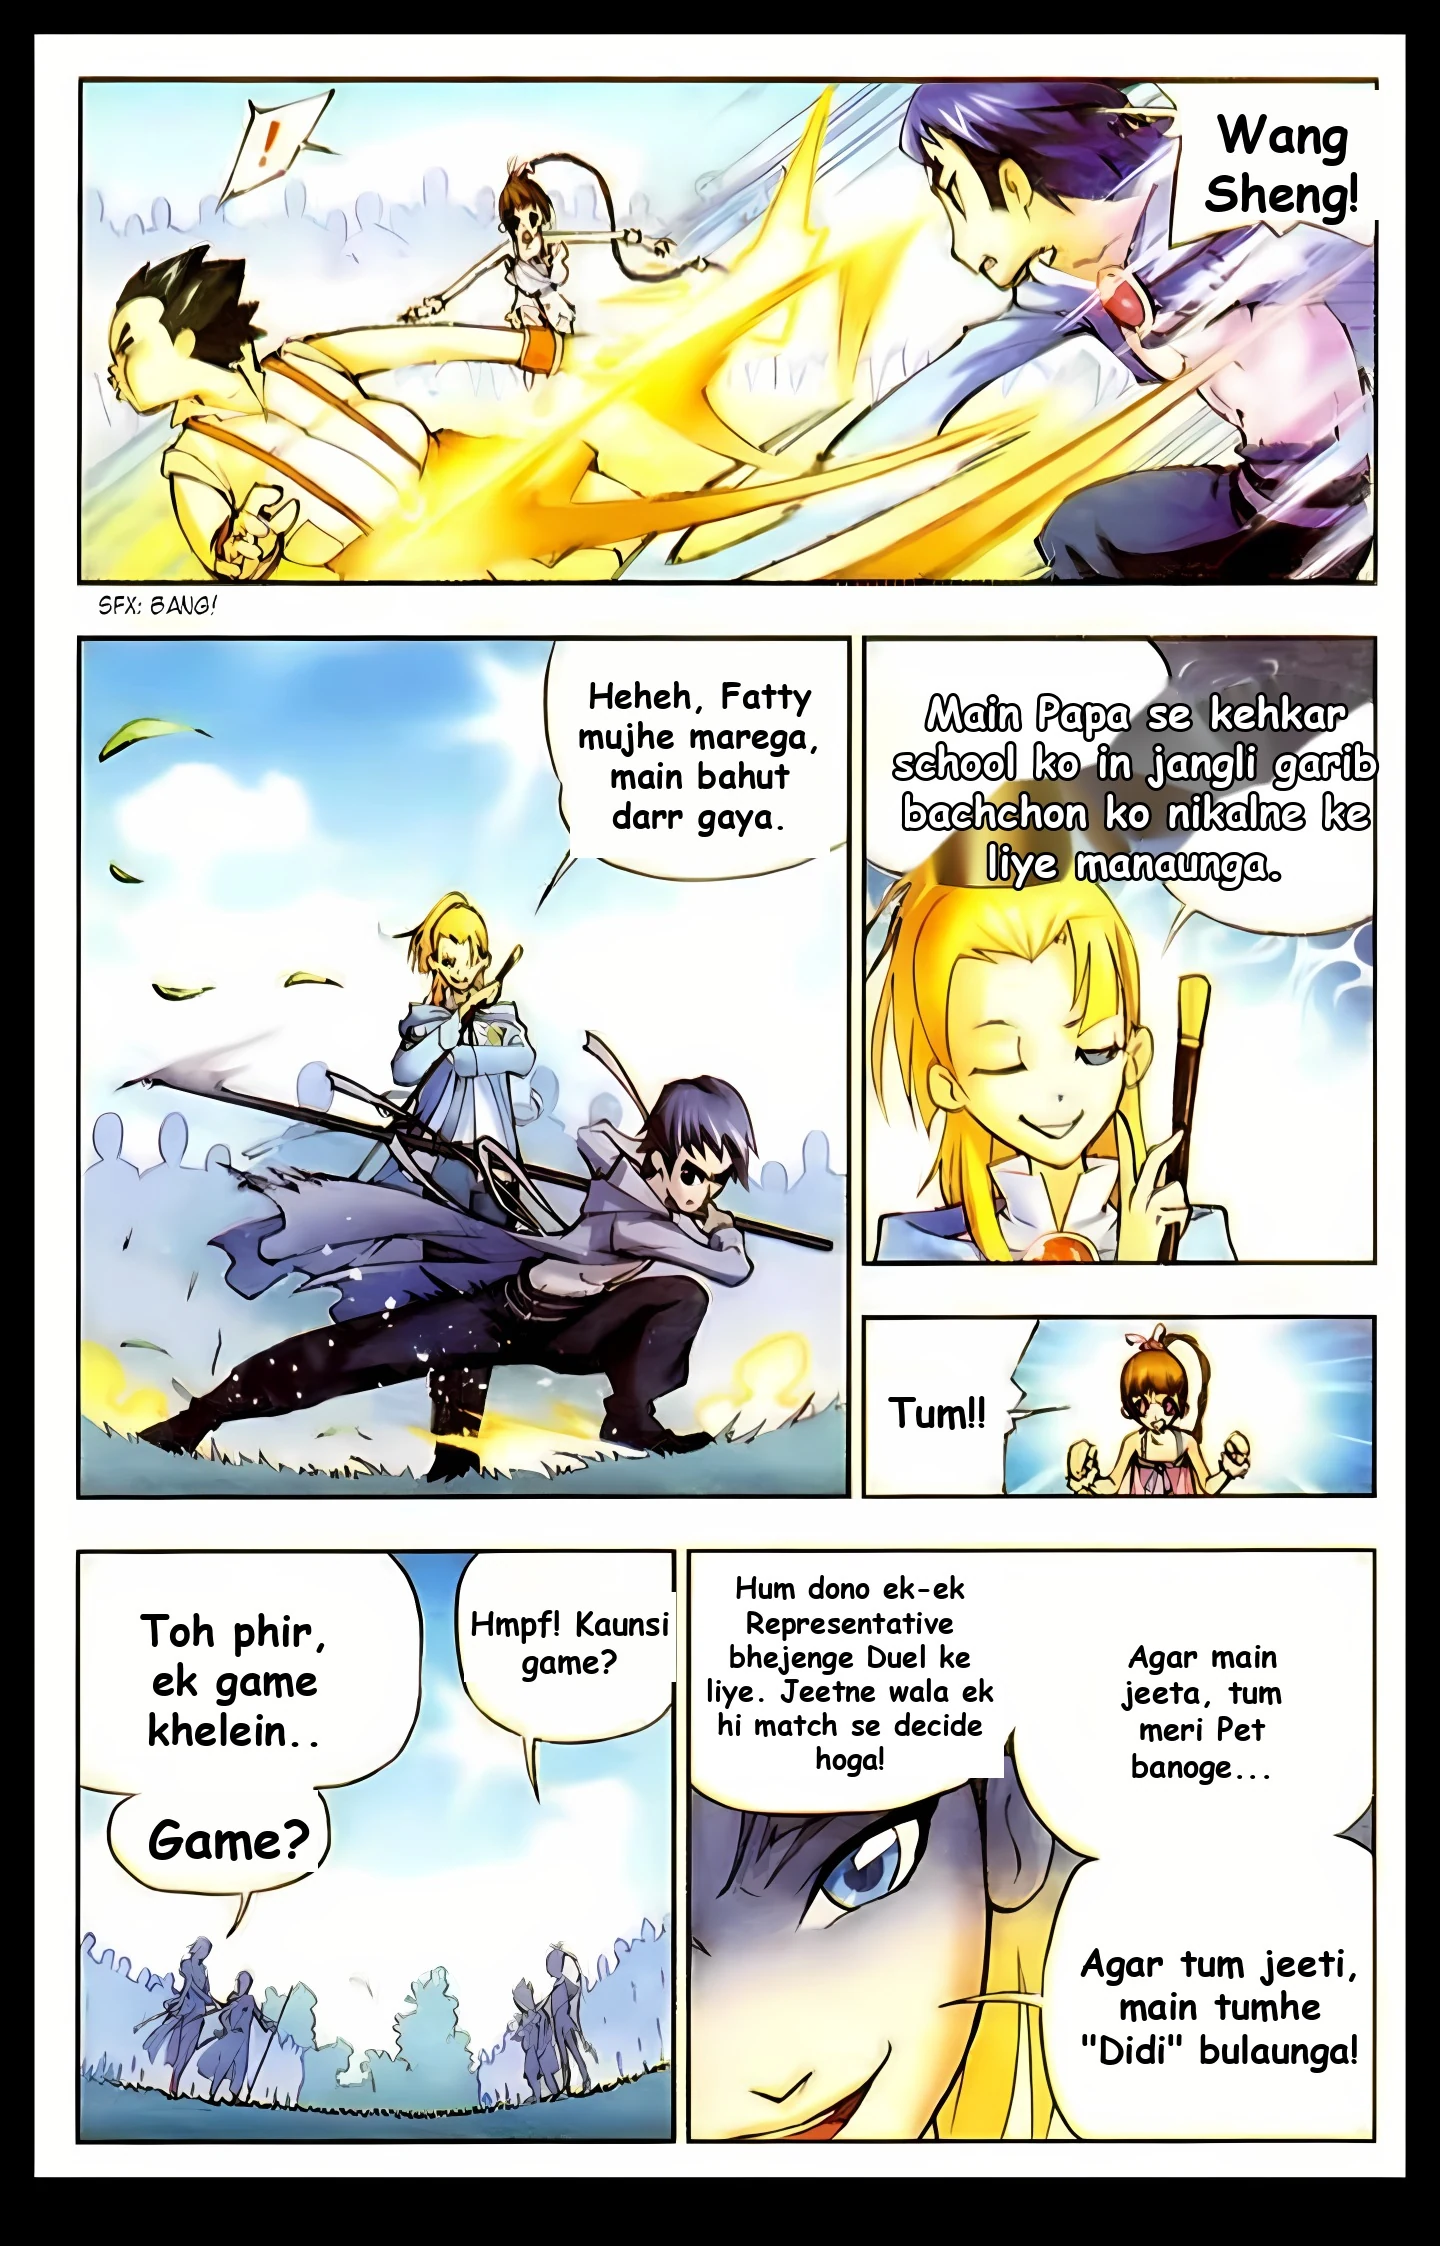 !
Wang
Sheng!
SFX: BANG!
Heheh, Fatty
mujhe marega,
main bahut
darr gaya.
Main Papa se kehkar
school ko in jangli garib
bachchon ko nikalne ke
liye manaunga.
Tum!!
Toh phir,
ek game
khelein..
Hmpf! Kaunsi
game?
Game?
Hum dono ek-ek
Representative
bhejenge Duel ke
liye. Jeetne wala ek
hi match se decide
hoga!
Agar main
jeeta, tum
meri Pet
banoge...
Agar tum jeeti,
main tumhe
"Didi" bulaunga!